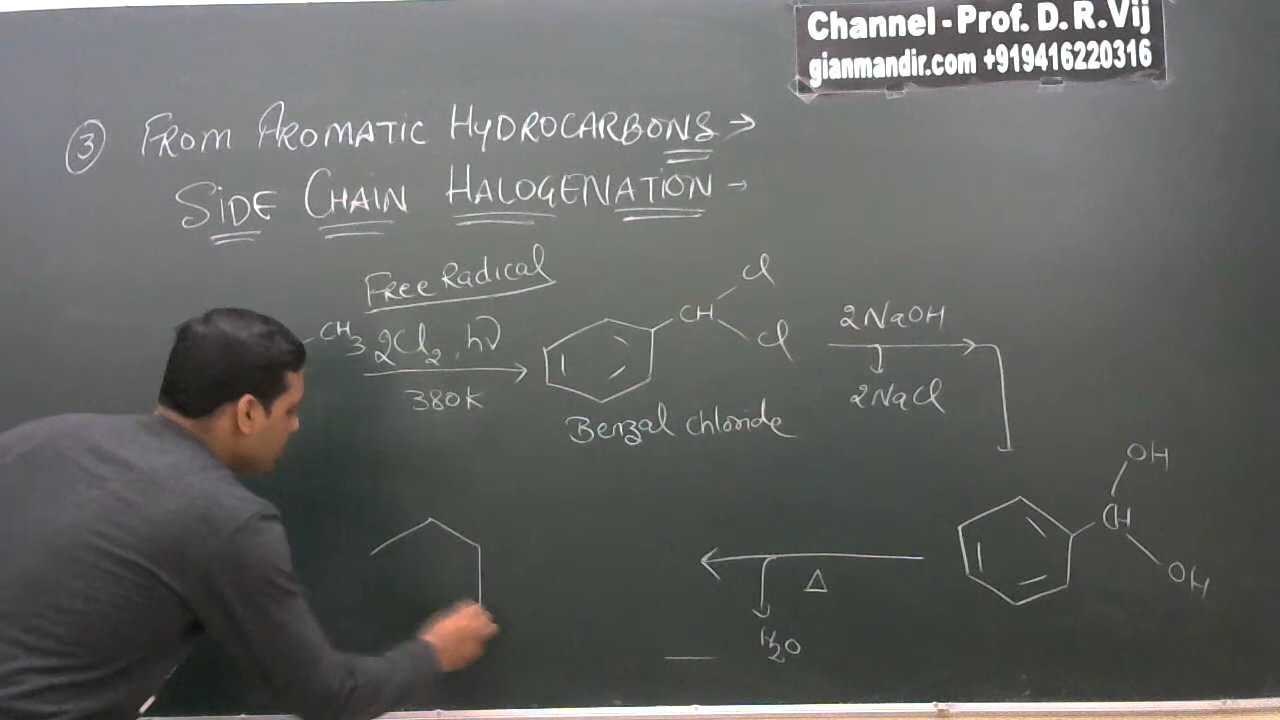 Channel - Prof. D. R. Vij
gianmandir.com +919416220316
③ FROM AROMATIC HYDROCARBONS →
SIDE CHAIN HALOGENATION -
Free Radical
CH3
2Cl2, hν
380K
CH
Cl
Cl
Benzal chloride
2NaOH
2NaCl
OH
CH
OH
Δ
H2O